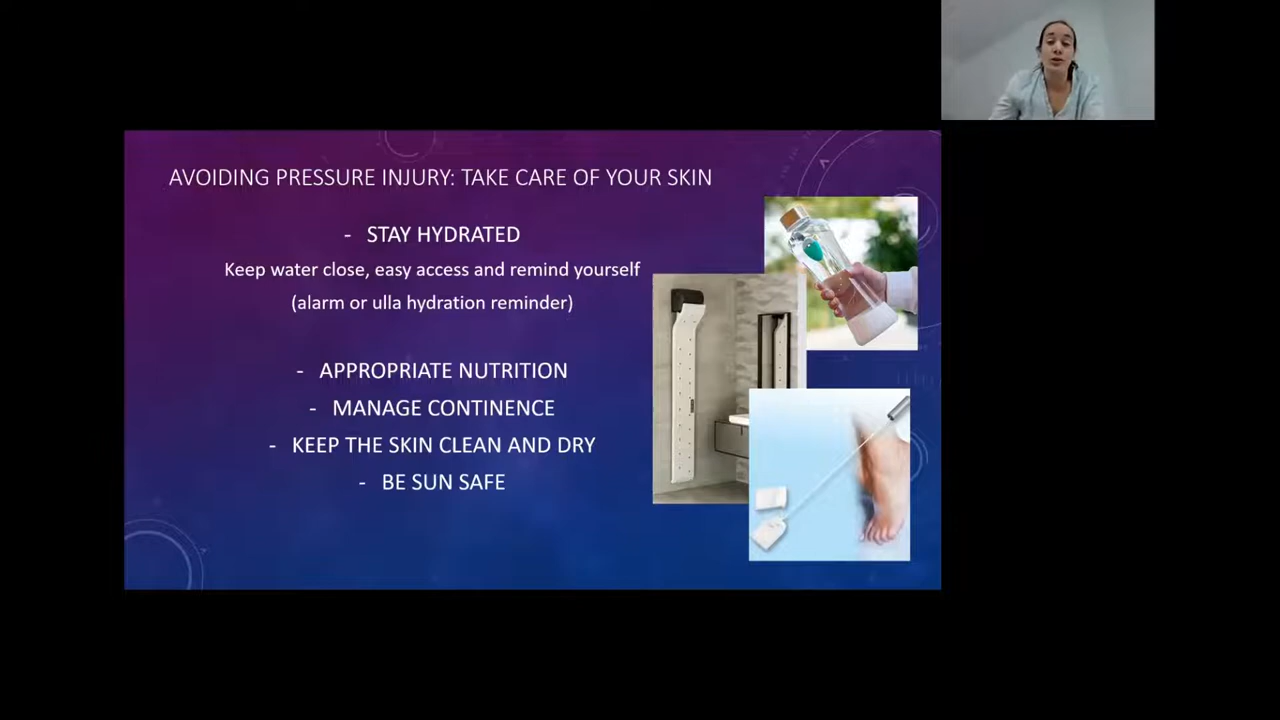 AVOIDING PRESSURE INJURY: TAKE CARE OF YOUR SKIN
- STAY HYDRATED
Keep water close, easy access and remind yourself
(alarm or ulla hydration reminder)
- APPROPRIATE NUTRITION
- MANAGE CONTINENCE
- KEEP THE SKIN CLEAN AND DRY
- BE SUN SAFE